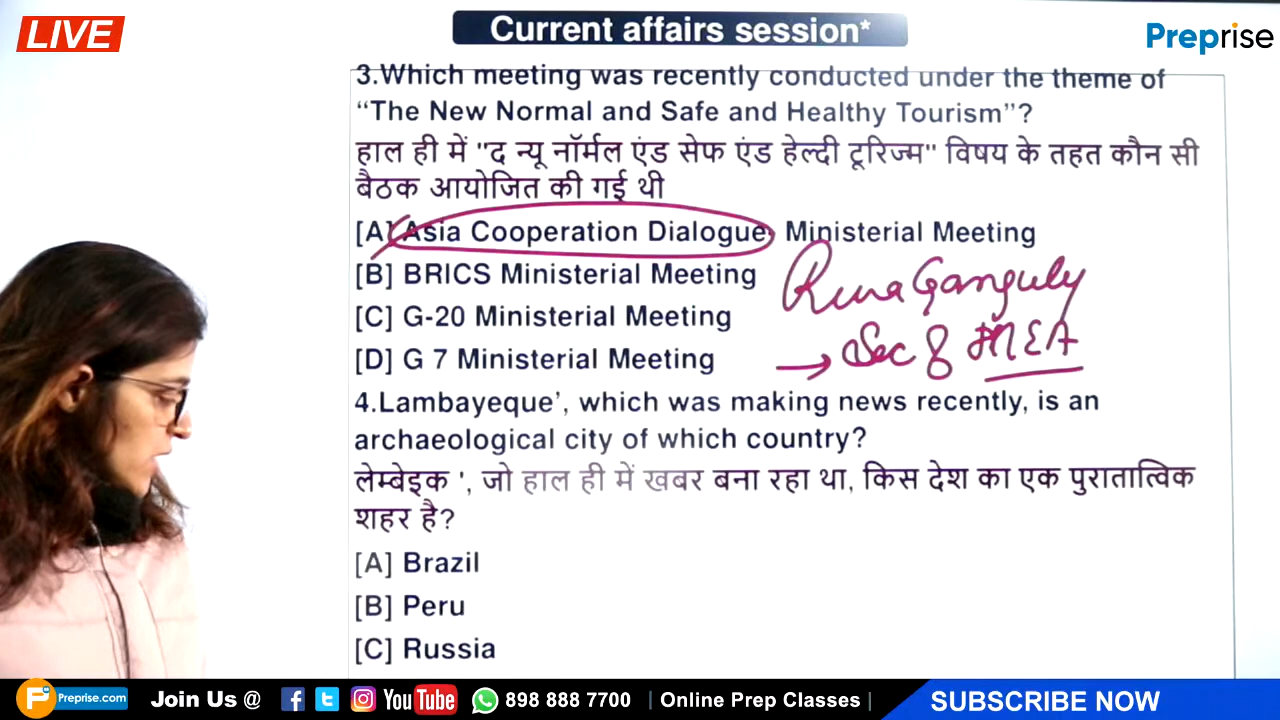 LIVE
Current affairs session*
Preprise
3.Which meeting was recently conducted under the theme of
“The New Normal and Safe and Healthy Tourism”?
हाल ही में "द न्यू नॉर्मल एंड सेफ एंड हेल्दी टूरिज्म" विषय के तहत कौन सी
बैठक आयोजित की गई थी
[A] Asia Cooperation Dialogue Ministerial Meeting
[B] BRICS Ministerial Meeting
[C] G-20 Ministerial Meeting
[D] G 7 Ministerial Meeting
Riva Ganguly
→ Sec 8 MEA
4.Lambayeque’, which was making news recently, is an
archaeological city of which country?
लेम्बेइक ', जो हाल ही में खबर बना रहा था, किस देश का एक पुरातात्विक
शहर है?
[A] Brazil
[B] Peru
[C] Russia
Preprise.com Join Us @ YouTube 898 888 7700 | Online Prep Classes | SUBSCRIBE NOW